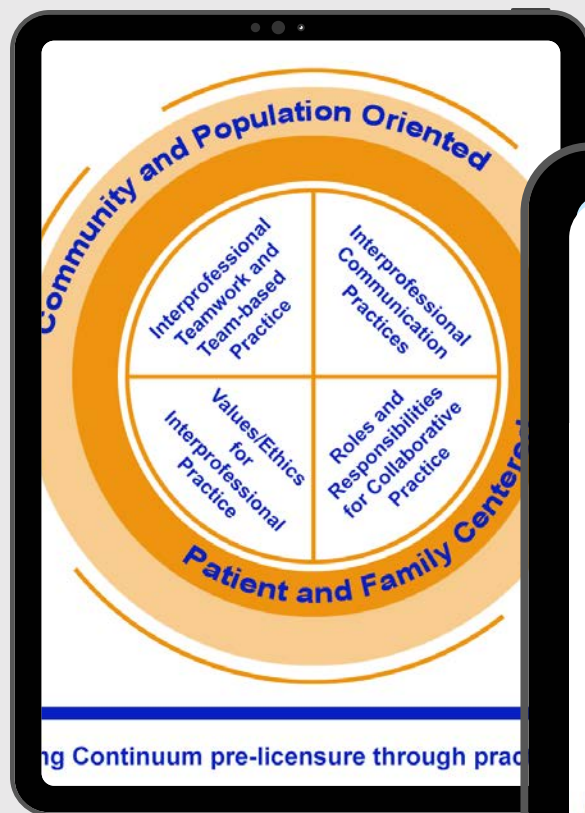 Community and Population Oriented
Interprofessional
Teamwork and
Team-based
Practice
Interprofessional
Communication
Practices
Values/Ethics
for
Interprofessional
Practice
Roles and
Responsibilities
for Collaborative
Practice
Patient and Family Centered
ng Continuum pre-licensure through prac